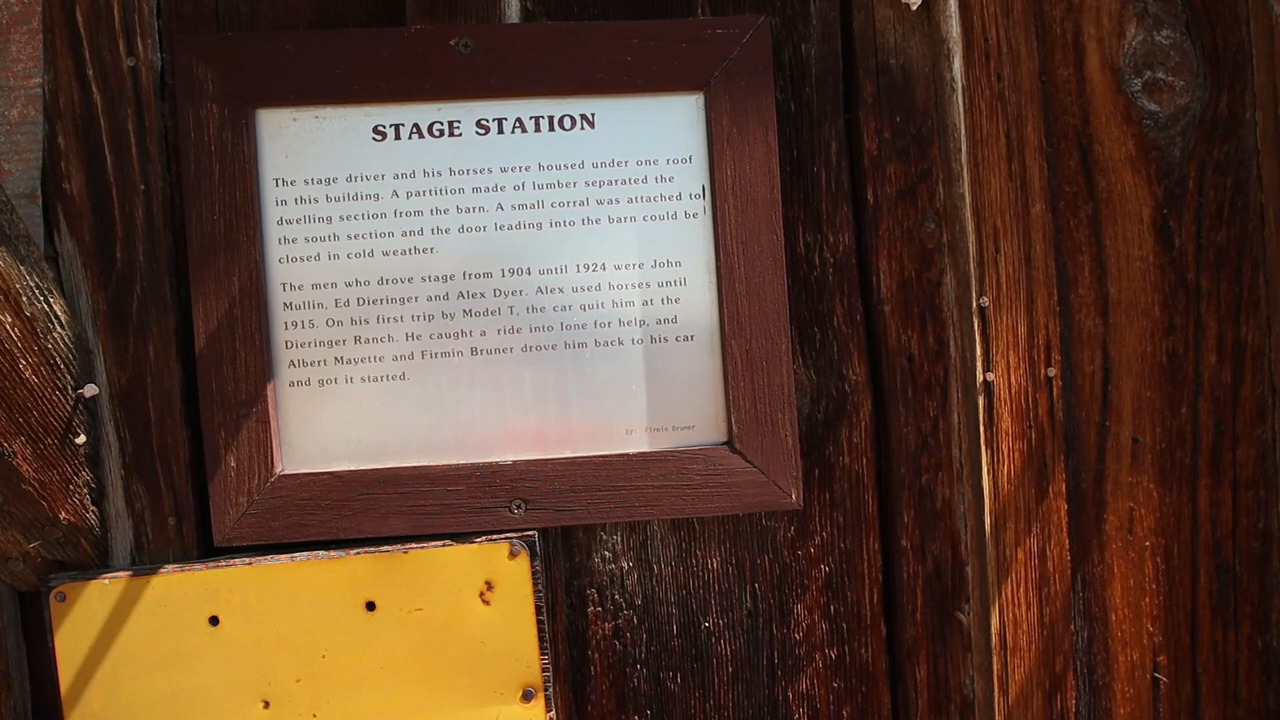 STAGE STATION
The stage driver and his horses were housed under one roof
in this building. A partition made of lumber separated the
dwelling section from the barn. A small corral was attached to
the south section and the door leading into the barn could be
closed in cold weather.
The men who drove stage from 1904 until 1924 were John
Mullin, Ed Dieringer and Alex Dyer. Alex used horses until
1915. On his first trip by Model T, the car quit him at the
Dieringer Ranch. He caught a ride into Ione for help, and
Albert Mayette and Firmin Bruner drove him back to his car
and got it started.
By: Firmin Bruner